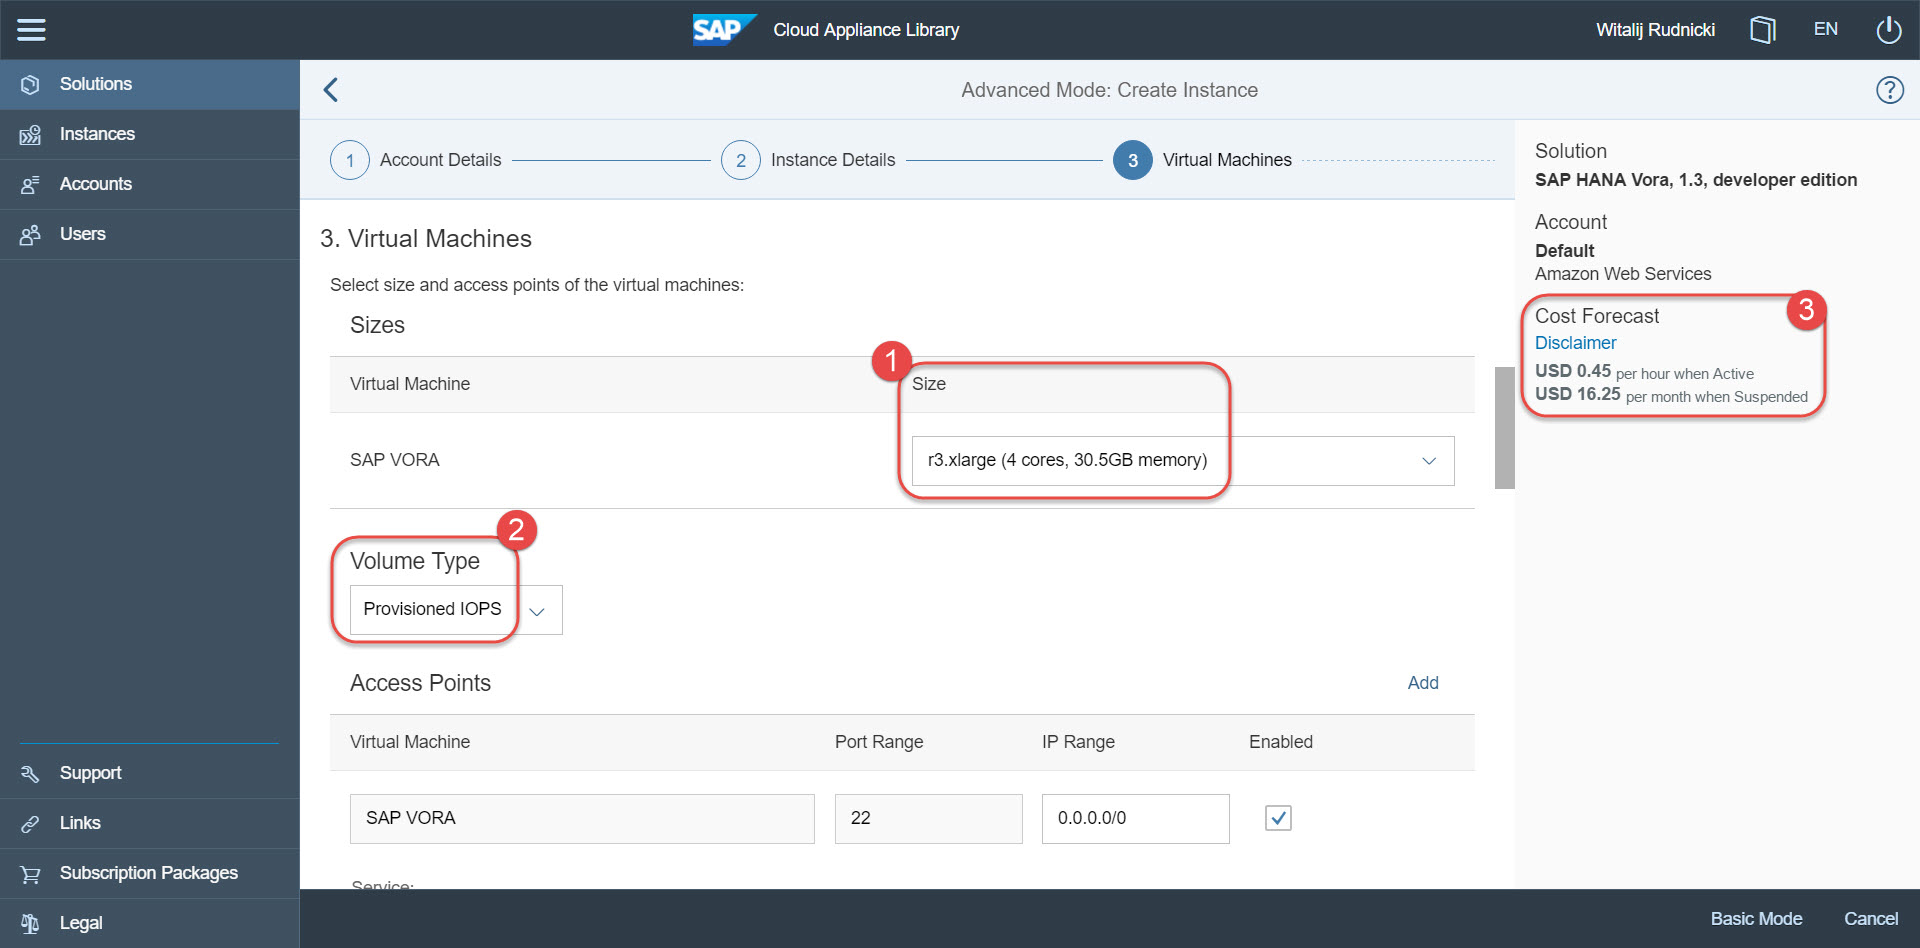 SAP Cloud Appliance Library
Witalij Rudnicki EN
Solutions
Instances
Accounts
Users
Support
Links
Subscription Packages
Legal
Advanced Mode: Create Instance
?
1 Account Details 2 Instance Details 3 Virtual Machines
3. Virtual Machines
Select size and access points of the virtual machines:
Sizes
1
Virtual Machine Size
SAP VORA r3.xlarge (4 cores, 30.5GB memory)
2
Volume Type
Provisioned IOPS
Access Points Add
Virtual Machine Port Range IP Range Enabled
SAP VORA 22 0.0.0.0/0
Service:
Solution
SAP HANA Vora, 1.3, developer edition
Account
Default
Amazon Web Services
3
Cost Forecast
Disclaimer
USD 0.45 per hour when Active
USD 16.25 per month when Suspended
Basic Mode Cancel